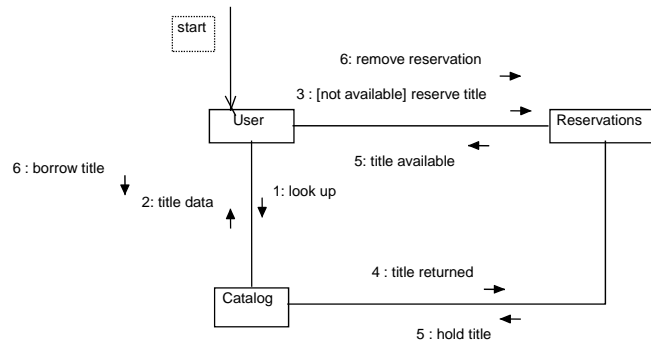 start
6: remove reservation
3 : [not available] reserve title
User
Reservations
5: title available
6 : borrow title
1: look up
2: title data
4 : title returned
Catalog
5 : hold title